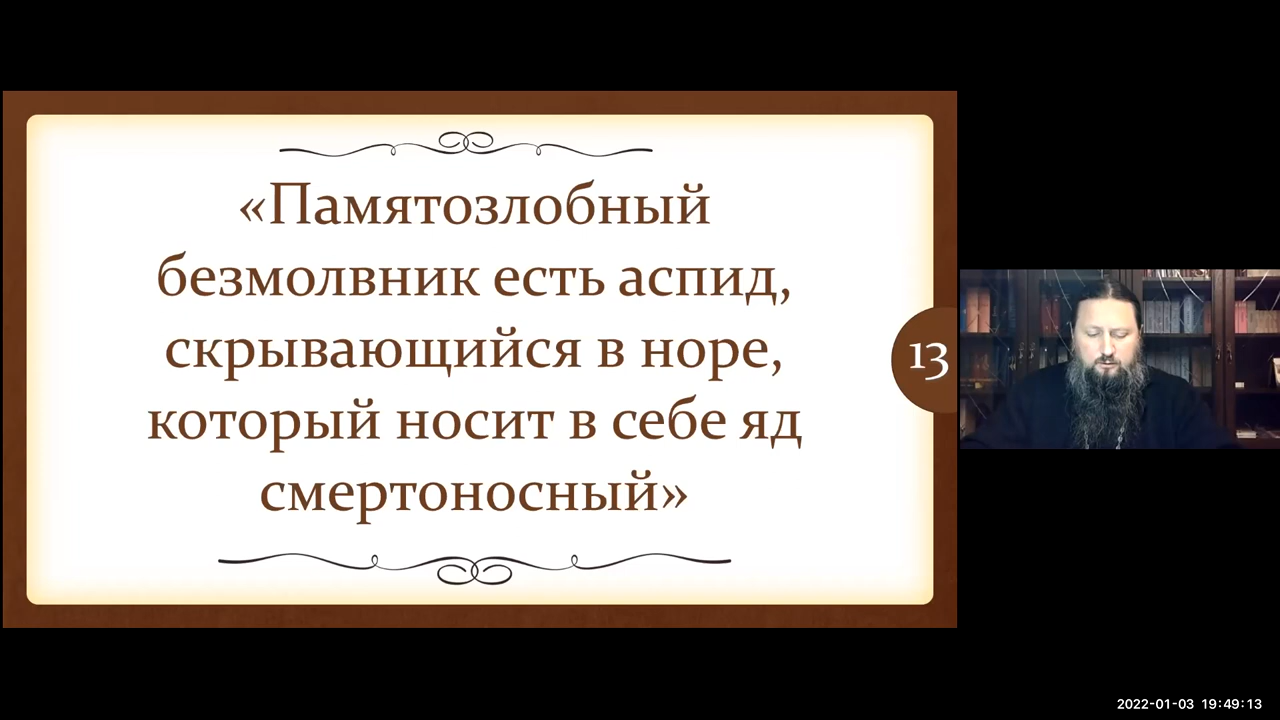 «Памятозлобный
безмолвник есть аспид,
скрывающийся в норе,
который носит в себе яд
смертоносный»
13
2022-01-03 19:49:13